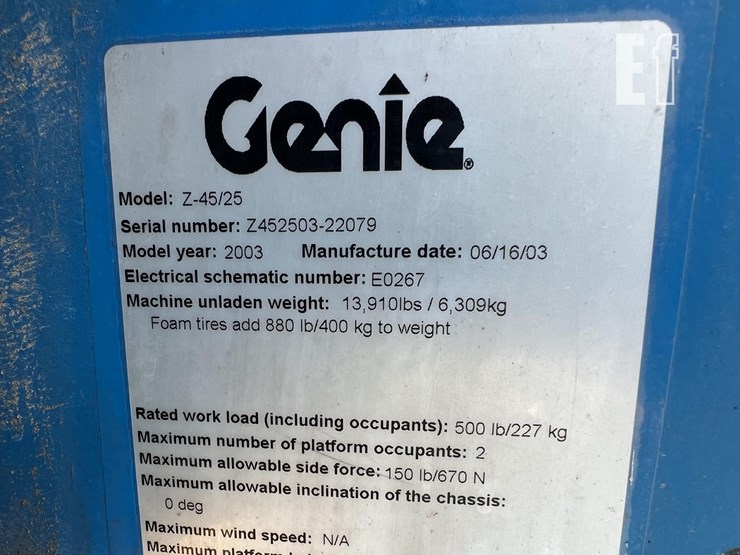 Ef
Genie®
Model: Z-45/25
Serial number: Z452503-22079
Model year: 2003 Manufacture date: 06/16/03
Electrical schematic number: E0267
Machine unladen weight: 13,910lbs / 6,309kg
Foam tires add 880 lb/400 kg to weight
Rated work load (including occupants): 500 lb/227 kg
Maximum number of platform occupants: 2
Maximum allowable side force: 150 lb/670 N
Maximum allowable inclination of the chassis:
0 deg
Maximum wind speed: N/A
Maximum